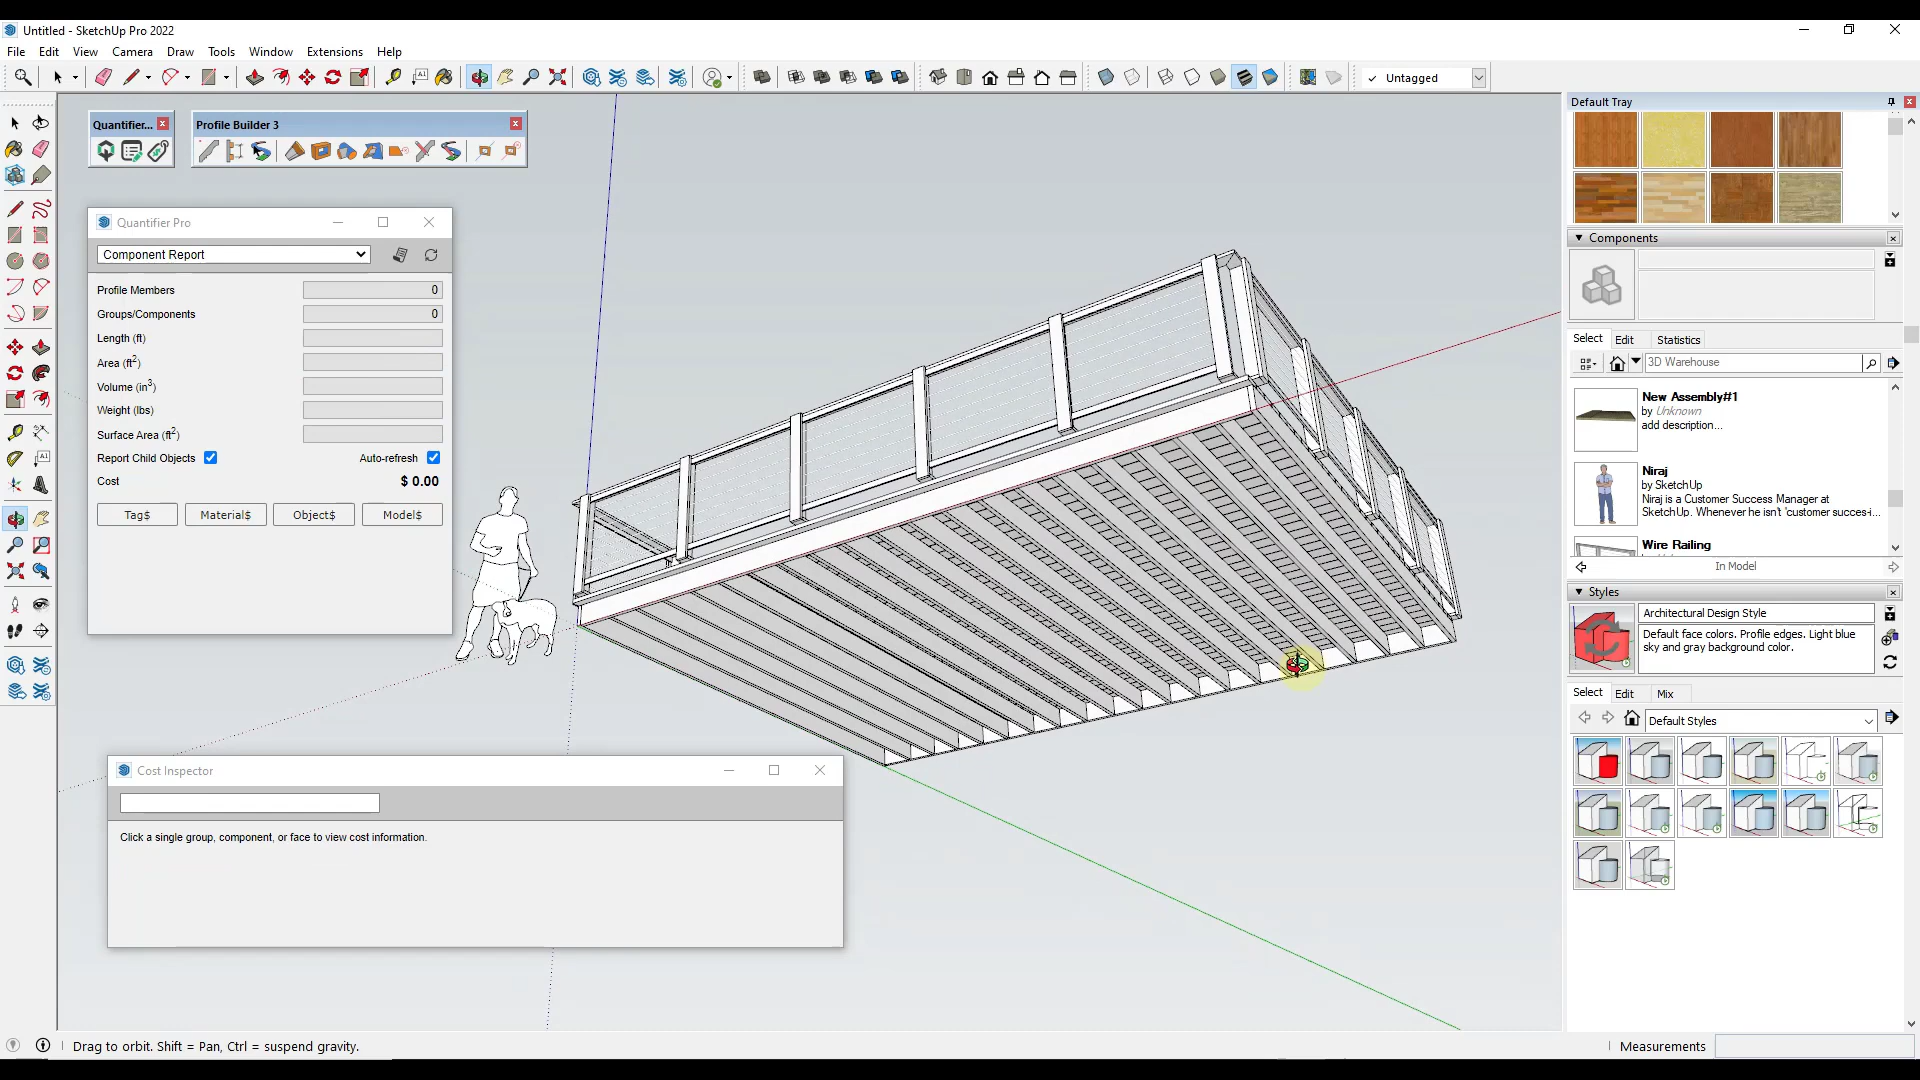 Untitled - SketchUp Pro 2022
File Edit View Camera Draw Tools Window Extensions Help
Untagged
Quantifier...
Profile Builder 3
Quantifier Pro
Component Report
Profile Members 0
Groups/Components 0
Length (ft)
Area (ft2)
Volume (in3)
Weight (lbs)
Surface Area (ft2)
Report Child Objects Auto-refresh
Cost $ 0.00
Tag$ Material$ Object$ Model$
Cost Inspector
Click a single group, component, or face to view cost information.
Default Tray
Components
Select Edit Statistics
3D Warehouse
New Assembly#1
by Unknown
add description...
Niraj
by SketchUp
Niraj is a Customer Success Manager at
SketchUp. Whenever he isn't 'customer succes-i...
Wire Railing
In Model
Styles
Architectural Design Style
Default face colors. Profile edges. Light blue
sky and gray background color.
Select Edit Mix
Default Styles
Drag to orbit. Shift = Pan, Ctrl = suspend gravity.
Measurements